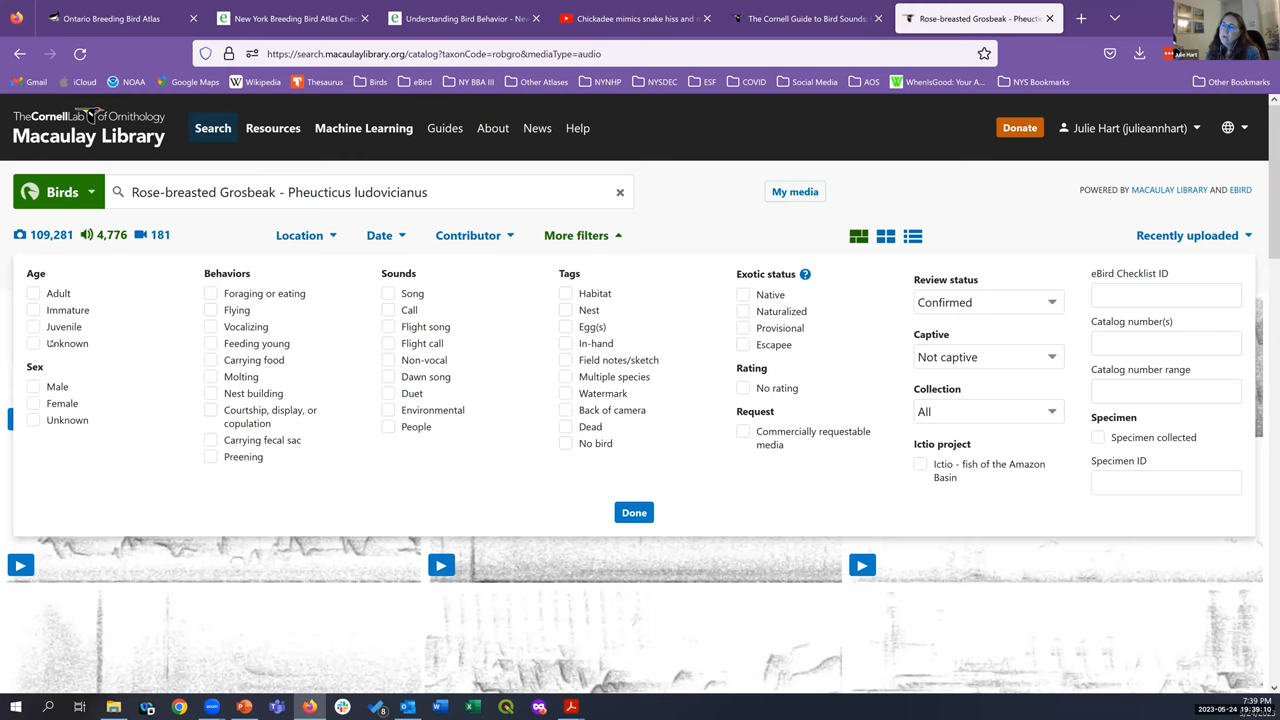 Ontario Breeding Bird Atlas
New York Breeding Bird Atlas Che
Understanding Bird Behavior - New
Chickadee mimics snake hiss and n
The Cornell Guide to Bird Sounds:
Rose-breasted Grosbeak - Pheucti
https://search.macaulaylibrary.org/catalog?taxonCode=robgro&mediaType=audio
Julie Hart
Gmail
iCloud
NOAA
Google Maps
Wikipedia
Thesaurus
Birds
eBird
NY BBA III
Other Atlases
NYNHP
NYSDEC
ESF
COVID
Social Media
AOS
WhenIsGood: Your A...
NYS Bookmarks
Other Bookmarks
TheCornellLab of Ornithology
Macaulay Library
Search
Resources
Machine Learning
Guides
About
News
Help
Donate
Julie Hart (julieannhart)
Birds
Rose-breasted Grosbeak - Pheucticus ludovicianus
My media
POWERED BY MACAULAY LIBRARY AND EBIRD
109,281 4,776 181
Location
Date
Contributor
More filters
Recently uploaded
Age
Adult
Immature
Juvenile
Unknown
Sex
Male
Female
Unknown
Behaviors
Foraging or eating
Flying
Vocalizing
Feeding young
Carrying food
Molting
Nest building
Courtship, display, or
copulation
Carrying fecal sac
Preening
Sounds
Song
Call
Flight song
Flight call
Non-vocal
Dawn song
Duet
Environmental
People
Tags
Habitat
Nest
Egg(s)
In-hand
Field notes/sketch
Multiple species
Watermark
Back of camera
Dead
No bird
Exotic status
Native
Naturalized
Provisional
Escapee
Rating
No rating
Request
Commercially requestable
media
Review status
Confirmed
Captive
Not captive
Collection
All
Ictio project
Ictio - fish of the Amazon
Basin
eBird Checklist ID
Catalog number(s)
Catalog number range
Specimen
Specimen collected
Specimen ID
Done
7:39 PM
2023-05-24 19:39:10